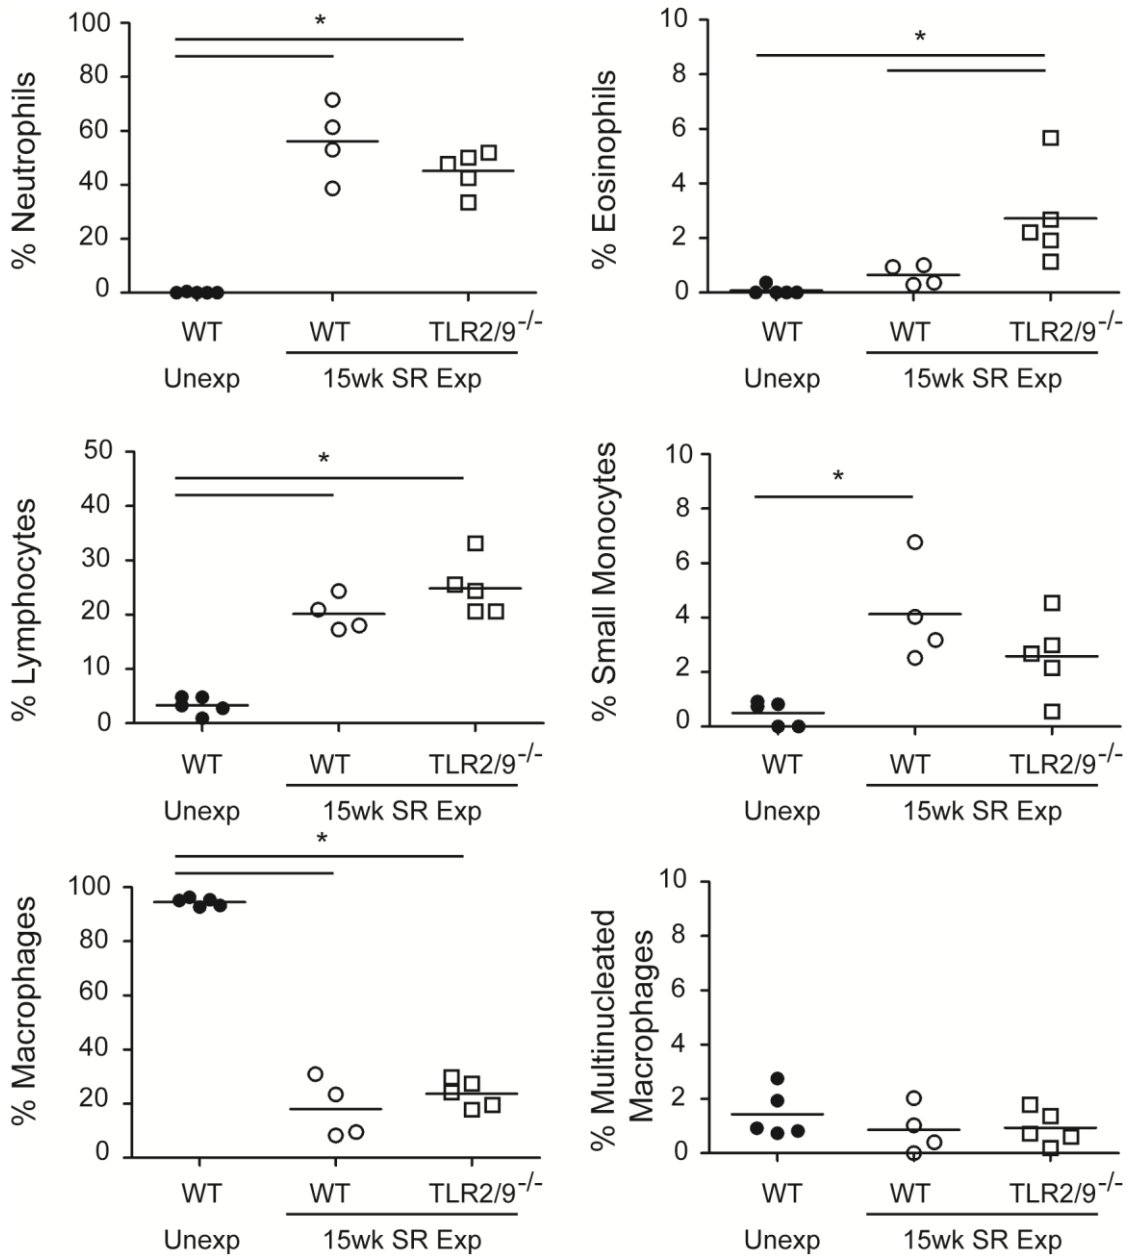 % Neutrophils
100
80
60
40
20
0
*
WT WT TLR2/9-/-
Unexp 15wk SR Exp
% Eosinophils
10
8
6
4
2
0
*
WT WT TLR2/9-/-
Unexp 15wk SR Exp
% Lymphocytes
50
40
30
20
10
0
*
WT WT TLR2/9-/-
Unexp 15wk SR Exp
% Small Monocytes
10
8
6
4
2
0
*
WT WT TLR2/9-/-
Unexp 15wk SR Exp
% Macrophages
100
80
60
40
20
0
*
WT WT TLR2/9-/-
Unexp 15wk SR Exp
% Multinucleated
Macrophages
10
8
6
4
2
0
WT WT TLR2/9-/-
Unexp 15wk SR Exp